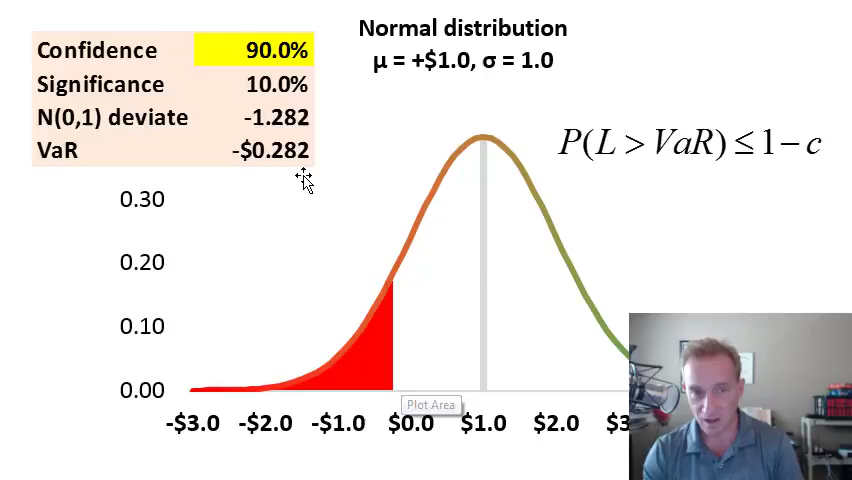 Normal distribution
μ = +$1.0, σ = 1.0
Confidence 90.0%
Significance 10.0%
N(0,1) deviate -1.282
VaR -$0.282
P(L > VaR) ≤ 1 − c
0.30
0.20
0.10
0.00
Plot Area
-$3.0 -$2.0 -$1.0 $0.0 $1.0 $2.0